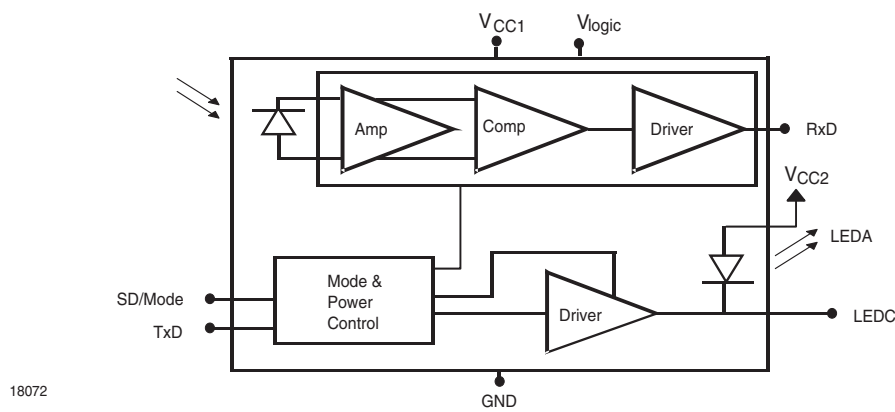 VCC1
Vlogic
Amp
Comp
Driver
RxD
VCC2
LEDA
SD/Mode
TxD
Mode &
Power
Control
Driver
LEDC
18072
GND